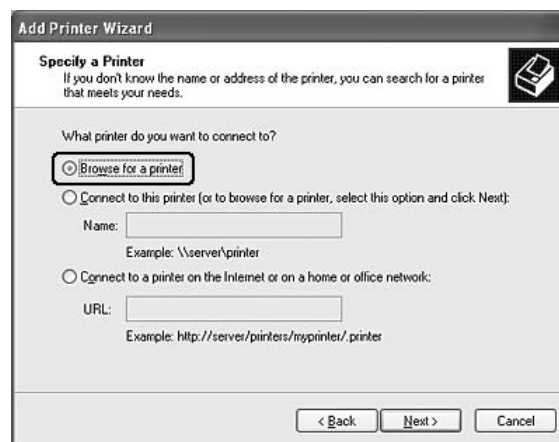 Add Printer Wizard
Specify a Printer
If you don't know the name or address of the printer, you can search for a printer
that meets your needs.
What printer do you want to connect to?
Browse for a printer
Connect to this printer (or to browse for a printer, select this option and click Next):
Name:
Example: \\server\printer
Connect to a printer on the Internet or on a home or office network:
URL:
Example: http://server/printers/myprinter/.printer
< Back Next > Cancel